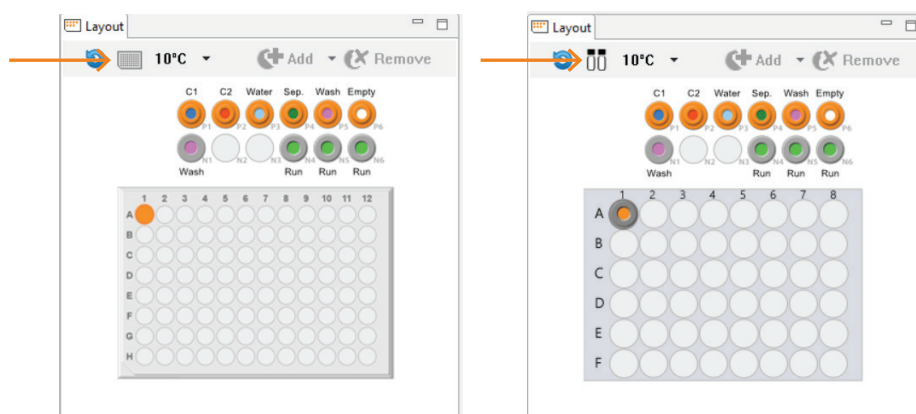 Layout
10°C Add Remove
C1 C2 Water Sep. Wash Empty
P1 P2 P3 P4 P5 P6
N1 N2 N3 N4 N5 N6
Wash Run Run Run
1 2 3 4 5 6 7 8 9 10 11 12
A
B
C
D
E
F
G
H
Layout
10°C Add Remove
C1 C2 Water Sep. Wash Empty
P1 P2 P3 P4 P5 P6
N1 N2 N3 N4 N5 N6
Wash Run Run Run
1 2 3 4 5 6 7 8
A
B
C
D
E
F